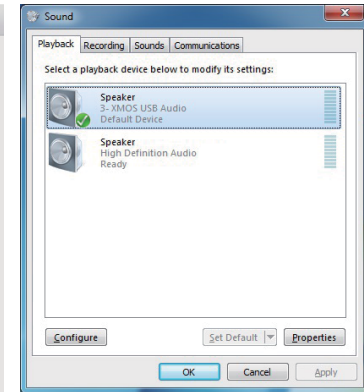 Sound
Playback Recording Sounds Communications
Select a playback device below to modify its settings:
Speaker
3- XMOS USB Audio
Default Device
Speaker
High Definition Audio
Ready
Configure Set Default Properties
OK Cancel Apply